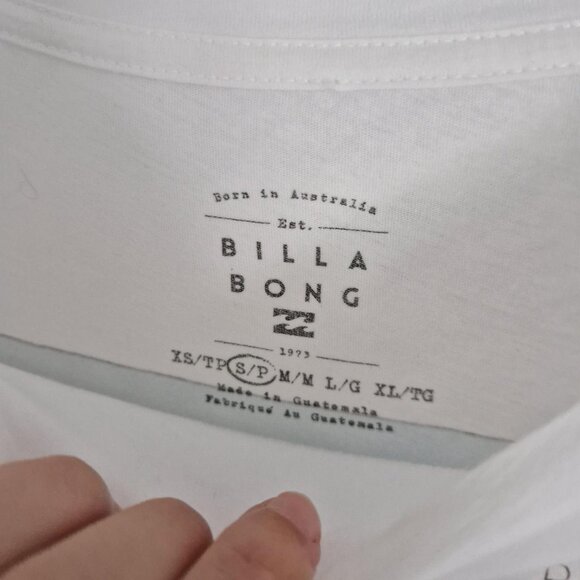 Born in Australia
Est.
BILLA
BONG
1973
XS/TP S/P M/M L/G XL/TG
Made in Guatemala
Fabriqué Au Guatemala